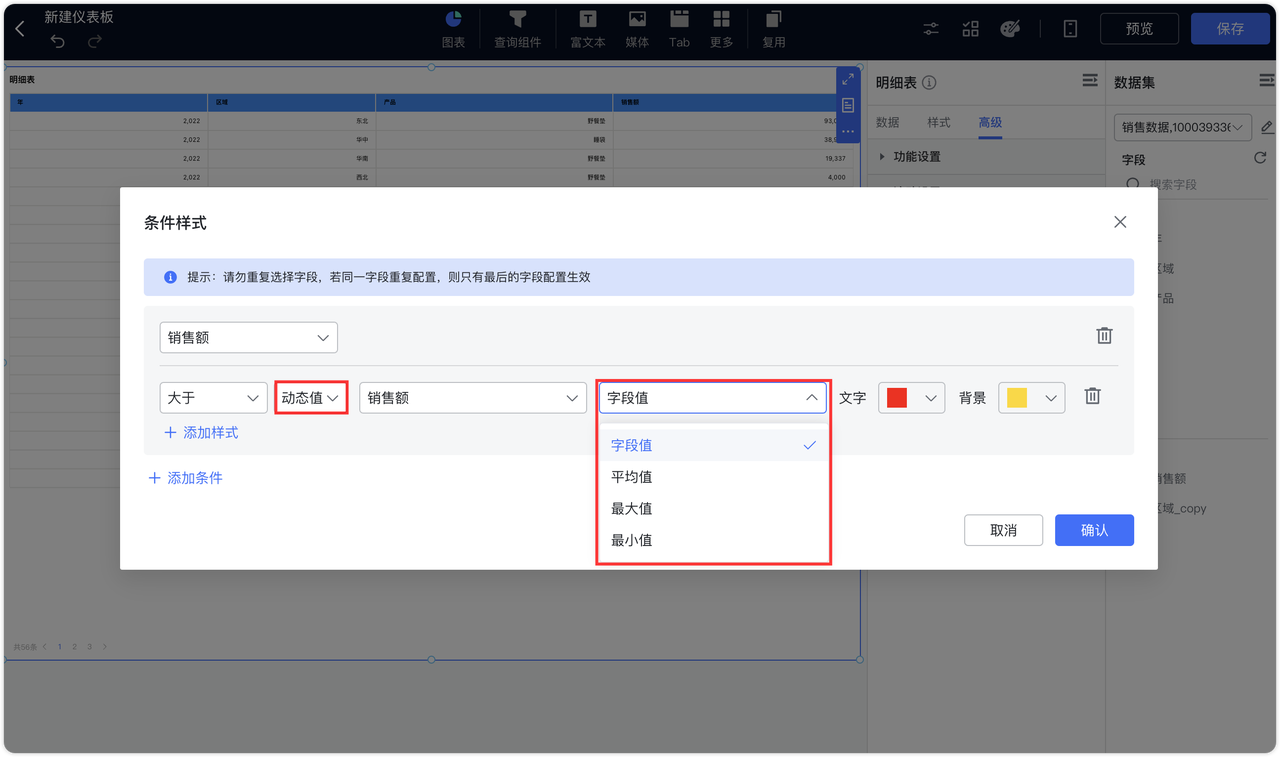 新建仪表板
图表
查询组件
富文本
媒体
Tab
更多
复用
预览
保存
明细表
年 区域 产品 销售额
2,022 东北 野餐垫 93,0
2,022 华中 睡袋 38,9
2,022 华南 野餐垫 19,337
2,022 西北 野餐垫 4,000
明细表
数据 样式 高级
功能设置
数据集
销售数据,100039336
字段
搜索字段
条件样式
提示：请勿重复选择字段，若同一字段重复配置，则只有最后的字段配置生效
销售额
大于 动态值 销售额 字段值 文字 背景
添加样式
字段值
平均值
最大值
最小值
添加条件
取消 确认
区域
产品
销售额
区域_copy
共56条 1 2 3